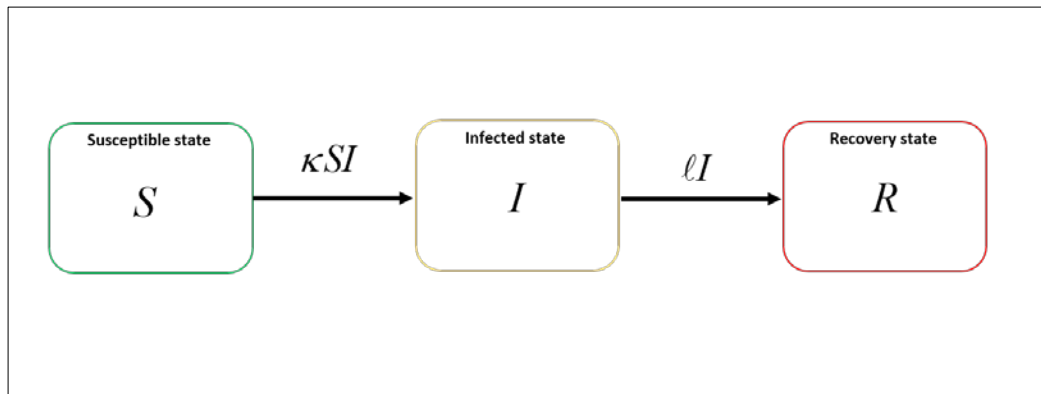 Susceptible state
S
κSI
Infected state
I
ℓI
Recovery state
R